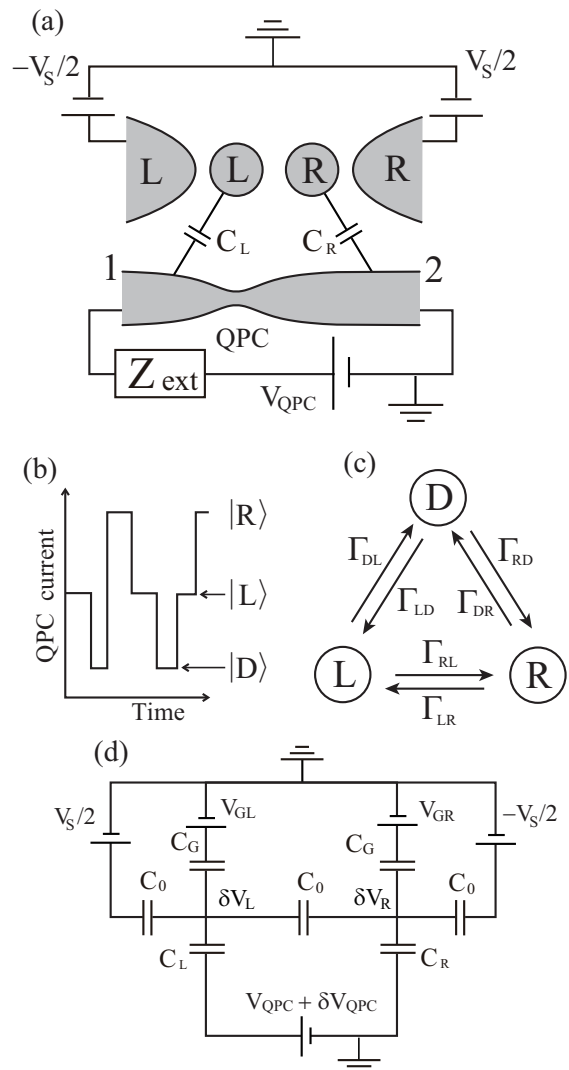 (a)
−V_S/2
V_S/2
L L R R
C_L C_R
1 2
QPC
Z_ext
V_QPC
(b)
QPC current
|R⟩
|L⟩
|D⟩
Time
(c)
D
Γ_DL Γ_LD Γ_DR Γ_RD
L R
Γ_RL
Γ_LR
(d)
V_S/2 V_GL V_GR −V_S/2
C_G C_G
C_0 δV_L C_0 δV_R C_0
C_L C_R
V_QPC + δV_QPC